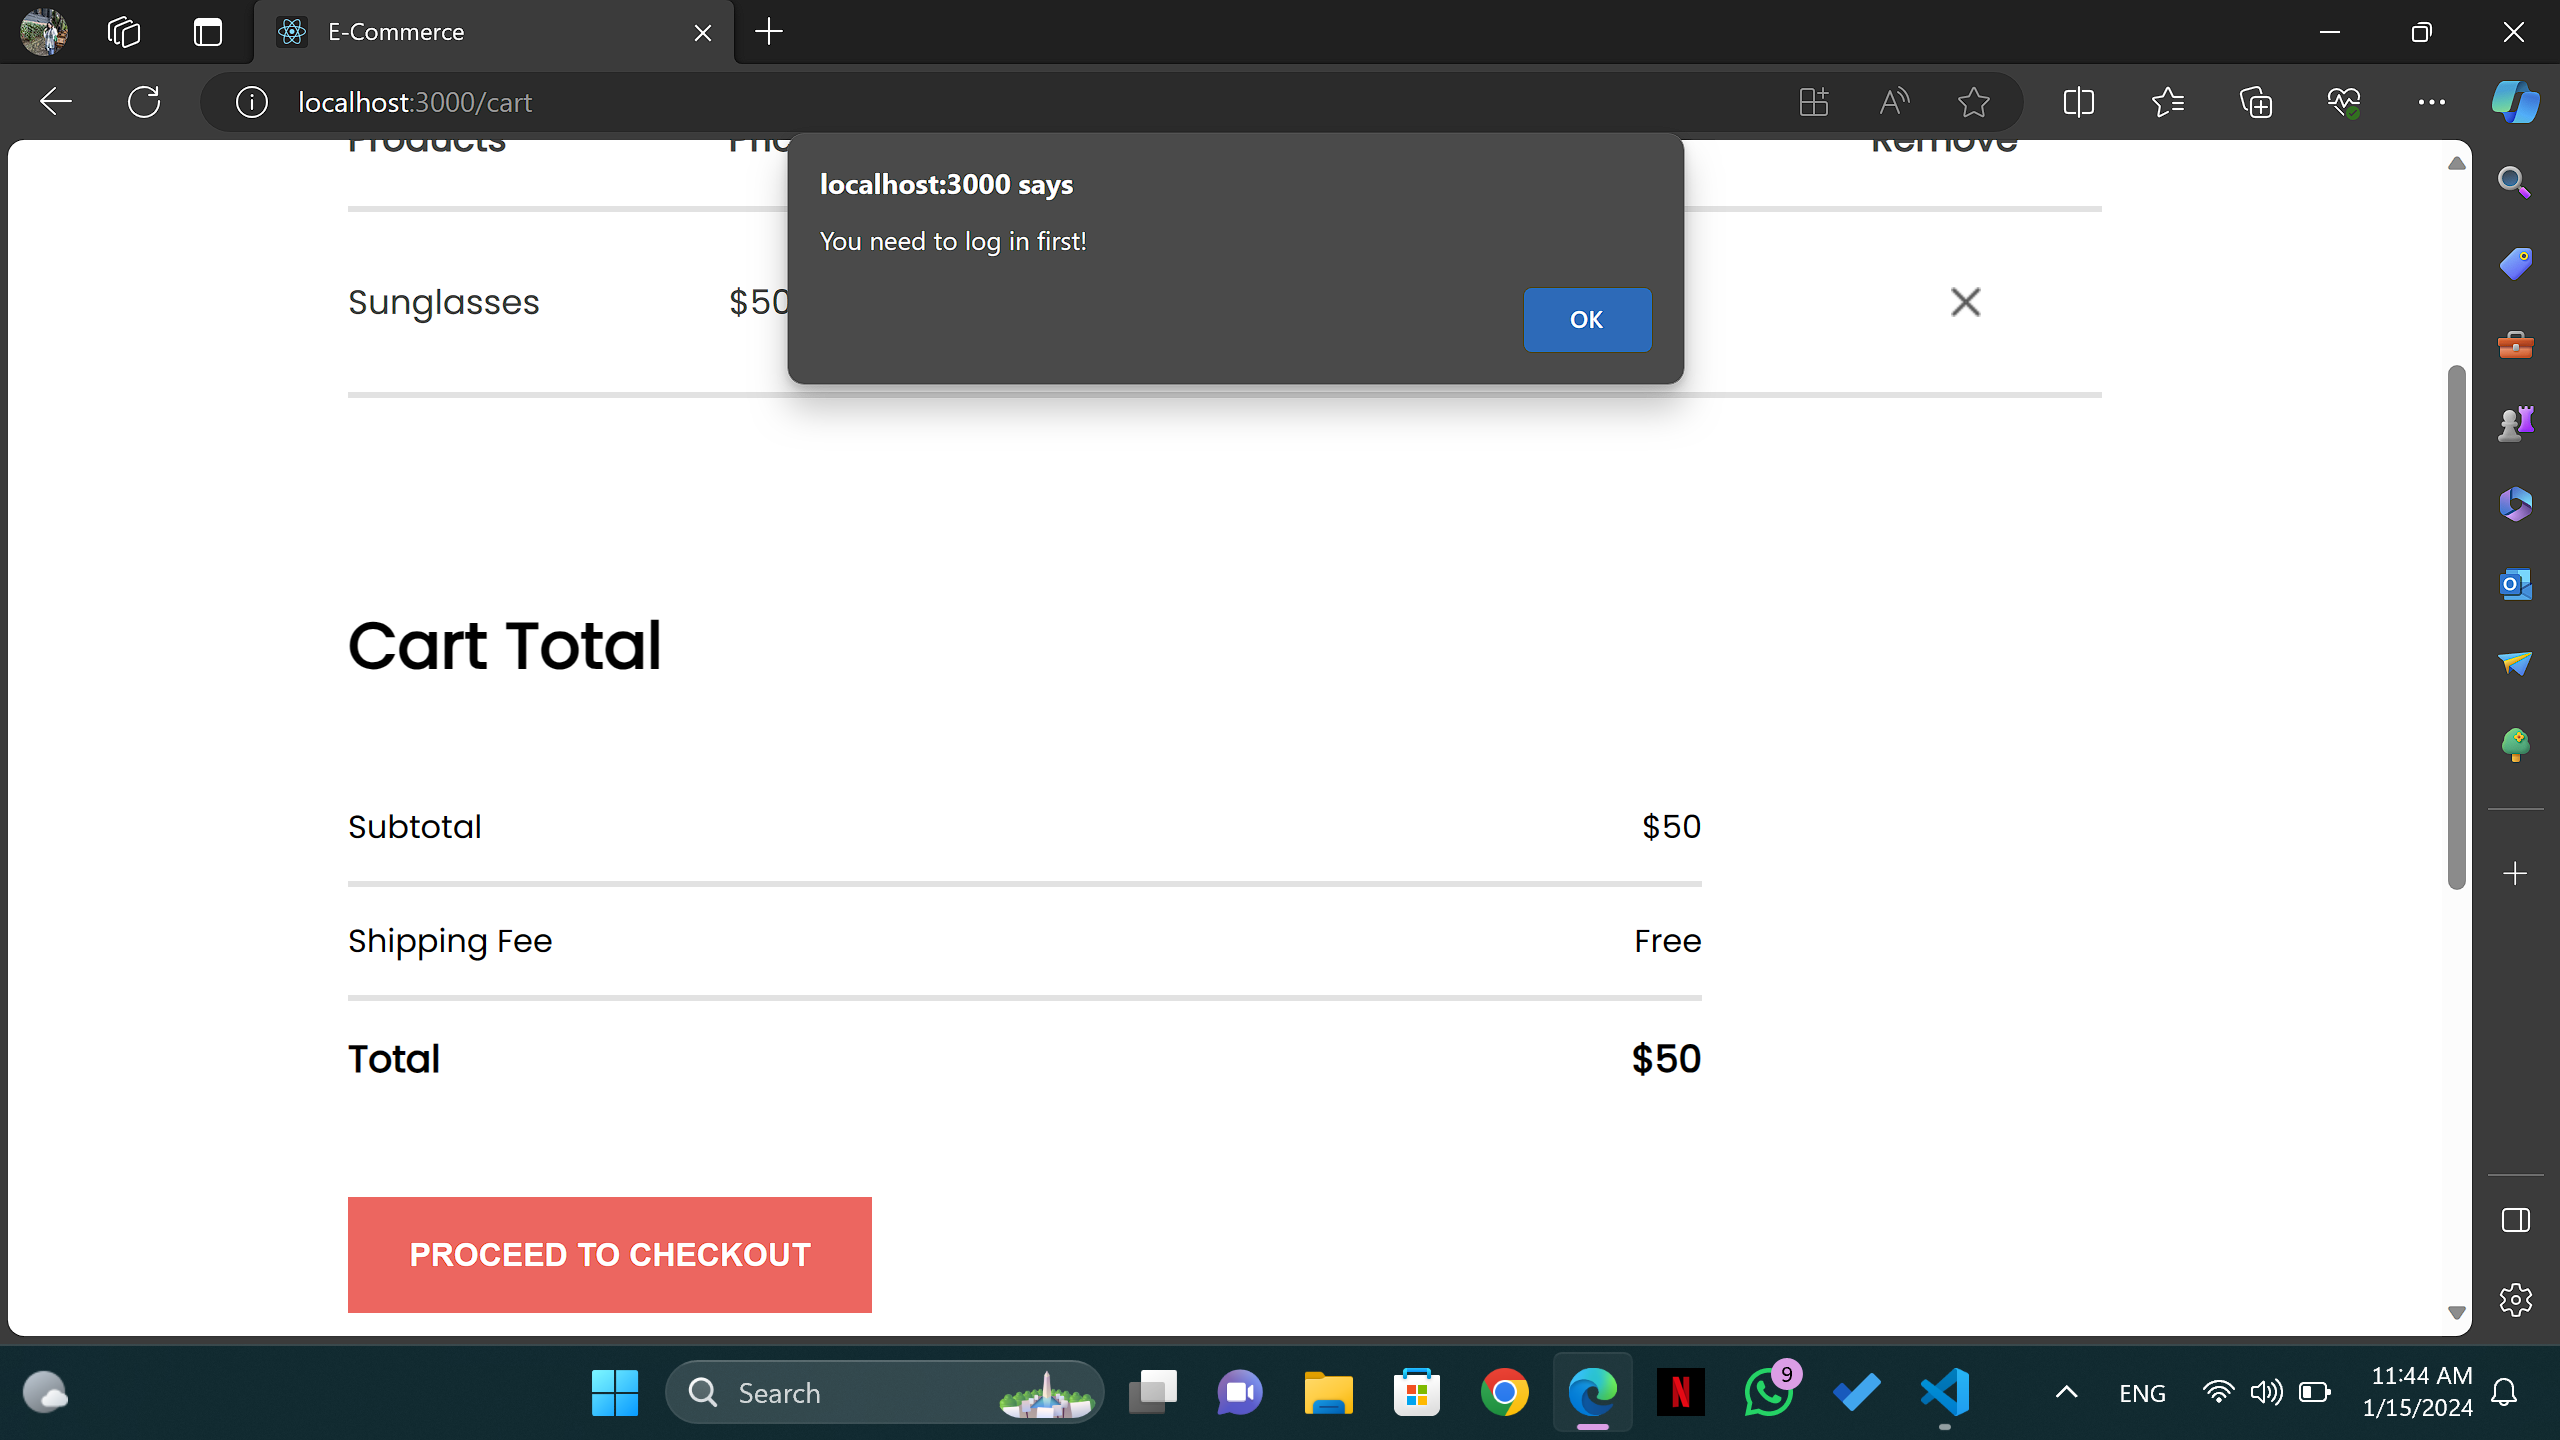 E-Commerce
localhost:3000/cart
Products
Remove
localhost:3000 says
You need to log in first!
OK
Sunglasses
$50
Cart Total
Subtotal
$50
Shipping Fee
Free
Total
$50
PROCEED TO CHECKOUT
Search
9
ENG
11:44 AM
1/15/2024